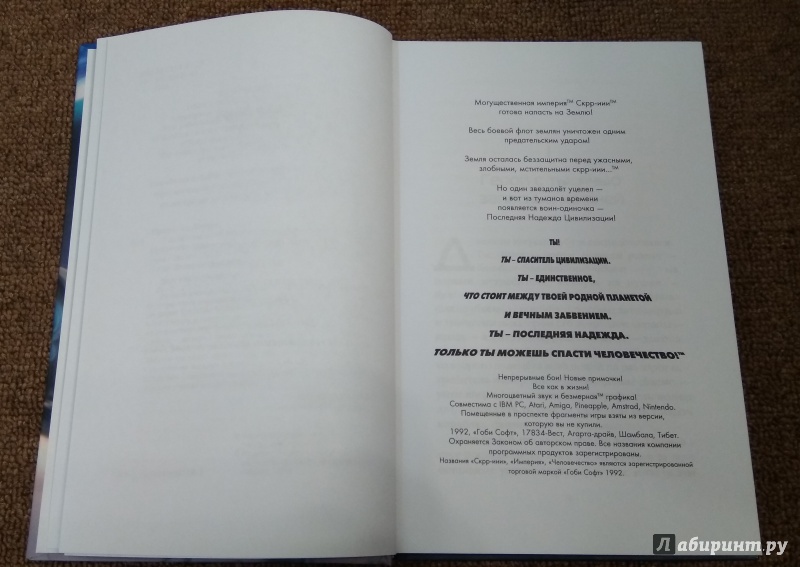 Могущественная империя™ Скрр-иии™
готова напасть на Землю!
Весь боевой флот землян уничтожен одним
предательским ударом!
Земля осталась беззащитна перед ужасными,
злобными, мстительными скрр-иии...™
Но один звездолёт уцелел —
и вот из туманов времени
появляется воин-одиночка —
Последняя Надежда Цивилизации!
ТЫ!
ТЫ – СПАСИТЕЛЬ ЦИВИЛИЗАЦИИ.
ТЫ – ЕДИНСТВЕННОЕ,
ЧТО СТОИТ МЕЖДУ ТВОЕЙ РОДНОЙ ПЛАНЕТОЙ
И ВЕЧНЫМ ЗАБВЕНИЕМ.
ТЫ – ПОСЛЕДНЯЯ НАДЕЖДА.
ТОЛЬКО ТЫ МОЖЕШЬ СПАСТИ ЧЕЛОВЕЧЕСТВО!™
Непрерывные бои! Новые примочки!
Все как в жизни!
Многоцветный звук и безмерная™ графика!
Совместима с IBM PC, Atari, Amiga, Pineapple, Amstrad, Nintendo.
Помещенные в проспекте фрагменты игры взяты из версии,
которую вы не купили.
1992, «Гоби Софт», 17834-Вест, Агарта-драйв, Шамбала, Тибет.
Охраняется Законом об авторском праве. Все названия компании
программных продуктов зарегистрированы.
Названия «Скрр-иии», «Империя», «Человечество» являются зарегистрированной
торговой маркой «Гоби Софт» 1992.
Лабиринт.ру